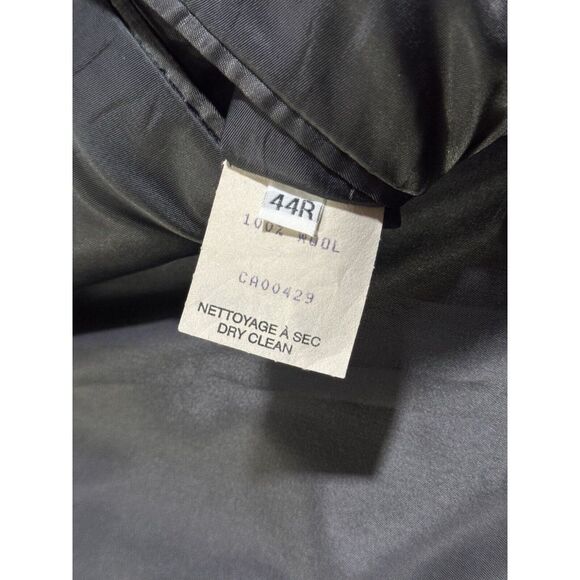 44R
100% WOOL
CA00429
NETTOYAGE À SEC
DRY CLEAN